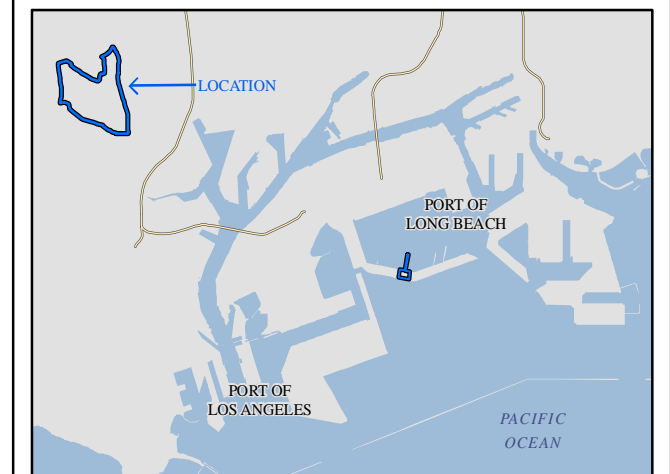 LOCATION
PORT OF
LONG BEACH
PORT OF
LOS ANGELES
PACIFIC
OCEAN